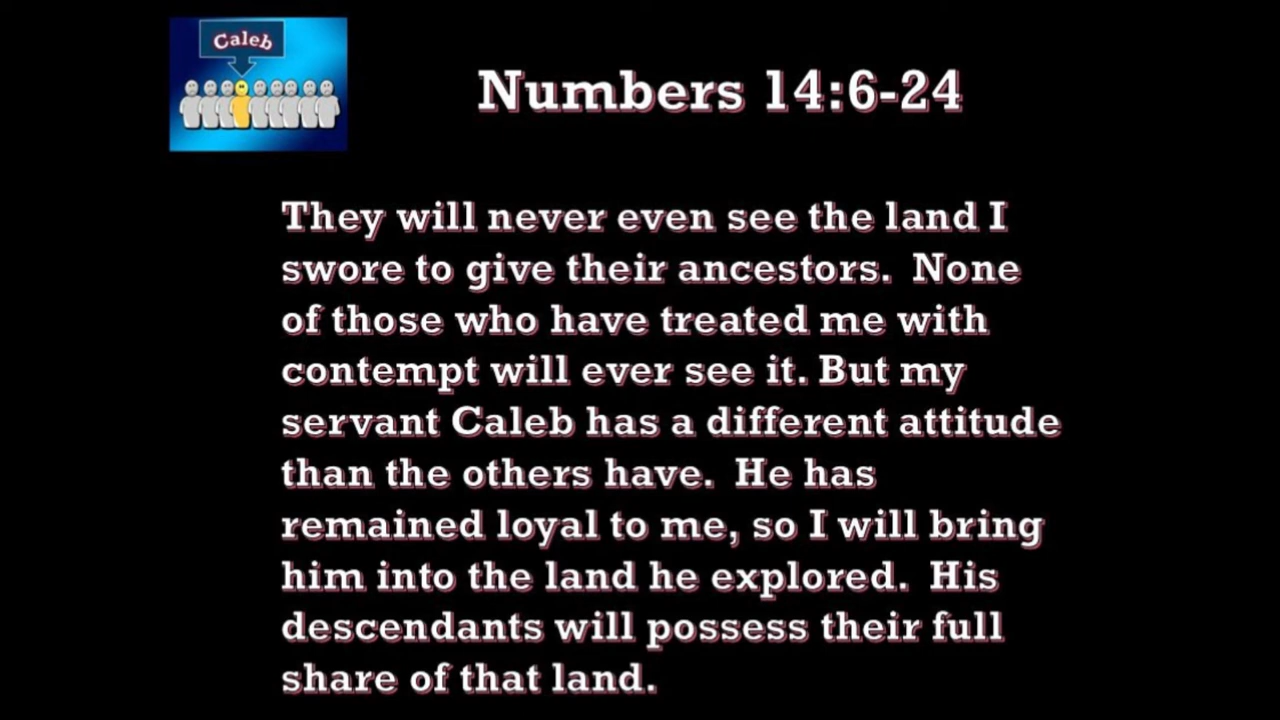 Caleb
Numbers 14:6-24
They will never even see the land I
swore to give their ancestors.  None
of those who have treated me with
contempt will ever see it. But my
servant Caleb has a different attitude
than the others have.  He has
remained loyal to me, so I will bring
him into the land he explored.  His
descendants will possess their full
share of that land.